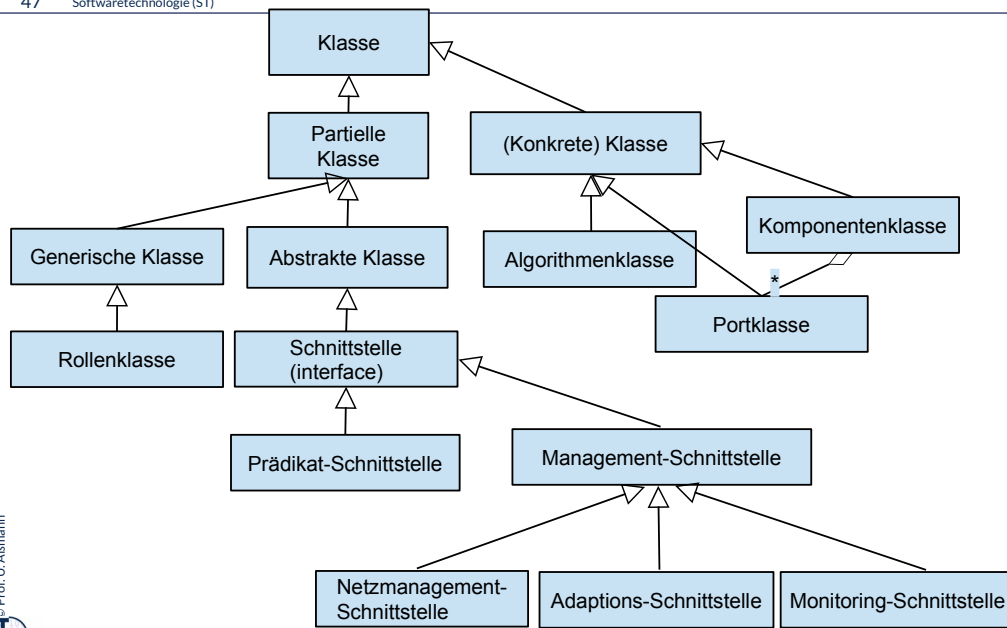 47 Softwaretechnologie (ST)
Klasse
Partielle
Klasse
(Konkrete) Klasse
Generische Klasse
Abstrakte Klasse
Algorithmenklasse
Komponentenklasse
*
Portklasse
Rollenklasse
Schnittstelle
(interface)
Prädikat-Schnittstelle
Management-Schnittstelle
Netzmanagement-
Schnittstelle
Adaptions-Schnittstelle
Monitoring-Schnittstelle
© Prof. U. Aßmann